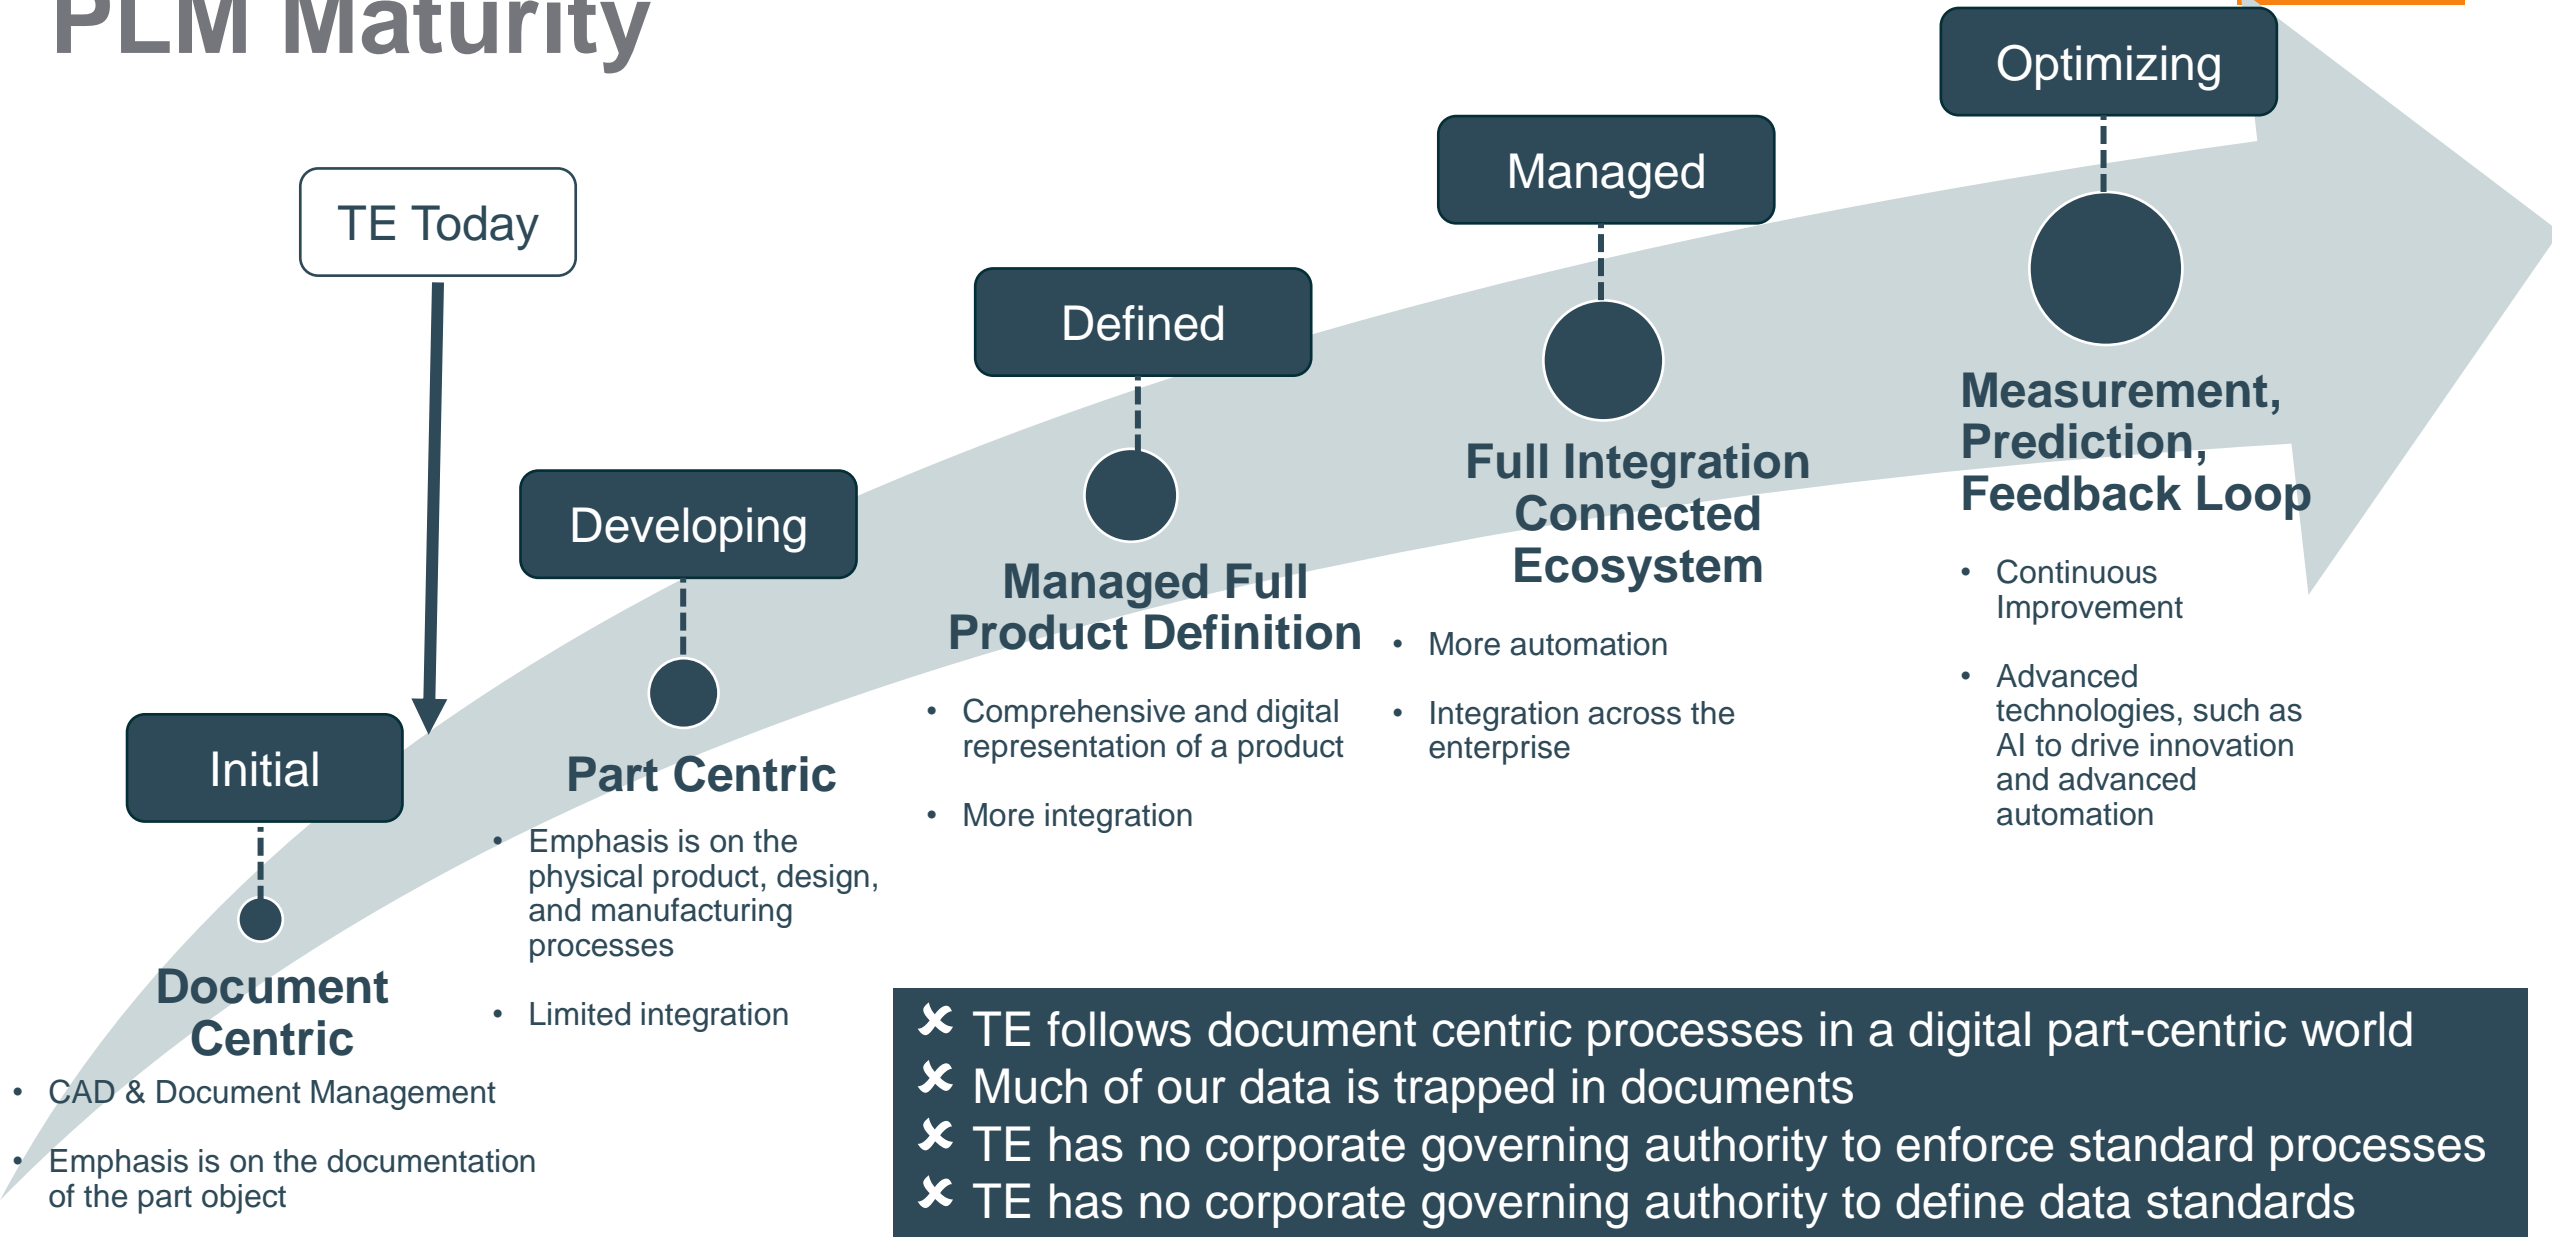 PLM Maturity
TE Today
Initial
Document
Centric
• CAD & Document Management
• Emphasis is on the documentation
of the part object
Developing
Part Centric
• Emphasis is on the
physical product, design,
and manufacturing
processes
• Limited integration
Defined
Managed Full
Product Definition
• Comprehensive and digital
representation of a product
• More integration
Managed
Full Integration
Connected
Ecosystem
• More automation
• Integration across the
enterprise
Optimizing
Measurement,
Prediction,
Feedback Loop
• Continuous
Improvement
• Advanced
technologies, such as
AI to drive innovation
and advanced
automation
✘ TE follows document centric processes in a digital part-centric world
✘ Much of our data is trapped in documents
✘ TE has no corporate governing authority to enforce standard processes
✘ TE has no corporate governing authority to define data standards